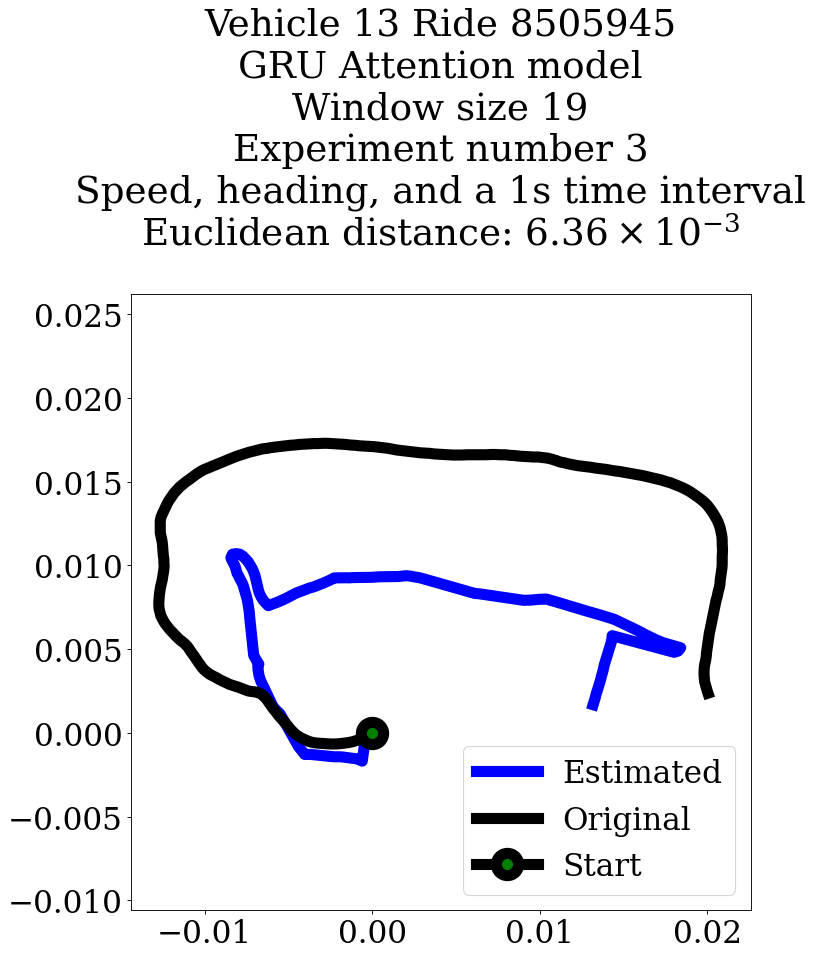 Vehicle 13 Ride 8505945
GRU Attention model
Window size 19
Experiment number 3
Speed, heading, and a 1s time interval
Euclidean distance: 6.36 × 10⁻³
0.025
0.020
0.015
0.010
0.005
0.000
−0.005
−0.010
−0.01 0.00 0.01 0.02
Estimated
Original
Start